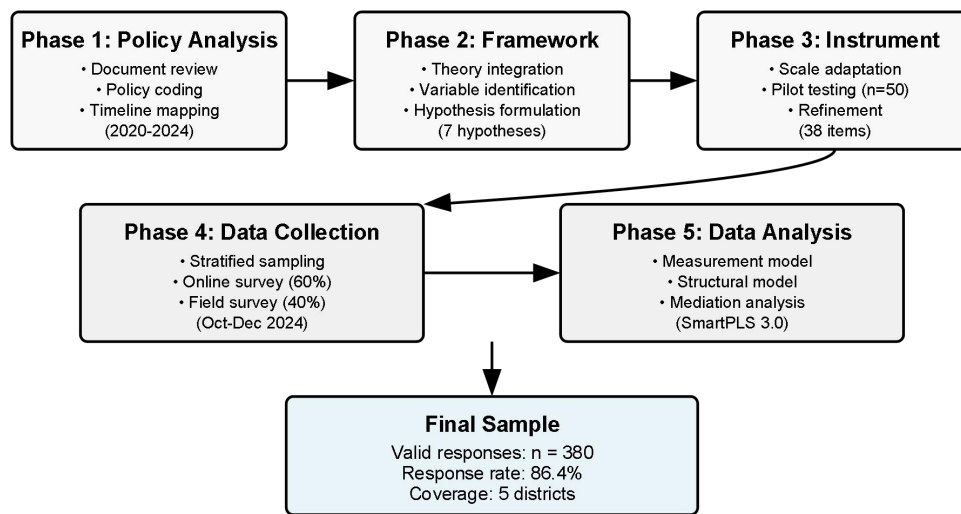 Phase 1: Policy Analysis
• Document review
• Policy coding
• Timeline mapping
(2020-2024)
Phase 2: Framework
• Theory integration
• Variable identification
• Hypothesis formulation
(7 hypotheses)
Phase 3: Instrument
• Scale adaptation
• Pilot testing (n=50)
• Refinement
(38 items)
Phase 4: Data Collection
• Stratified sampling
• Online survey (60%)
• Field survey (40%)
(Oct-Dec 2024)
Phase 5: Data Analysis
• Measurement model
• Structural model
• Mediation analysis
(SmartPLS 3.0)
Final Sample
Valid responses: n = 380
Response rate: 86.4%
Coverage: 5 districts